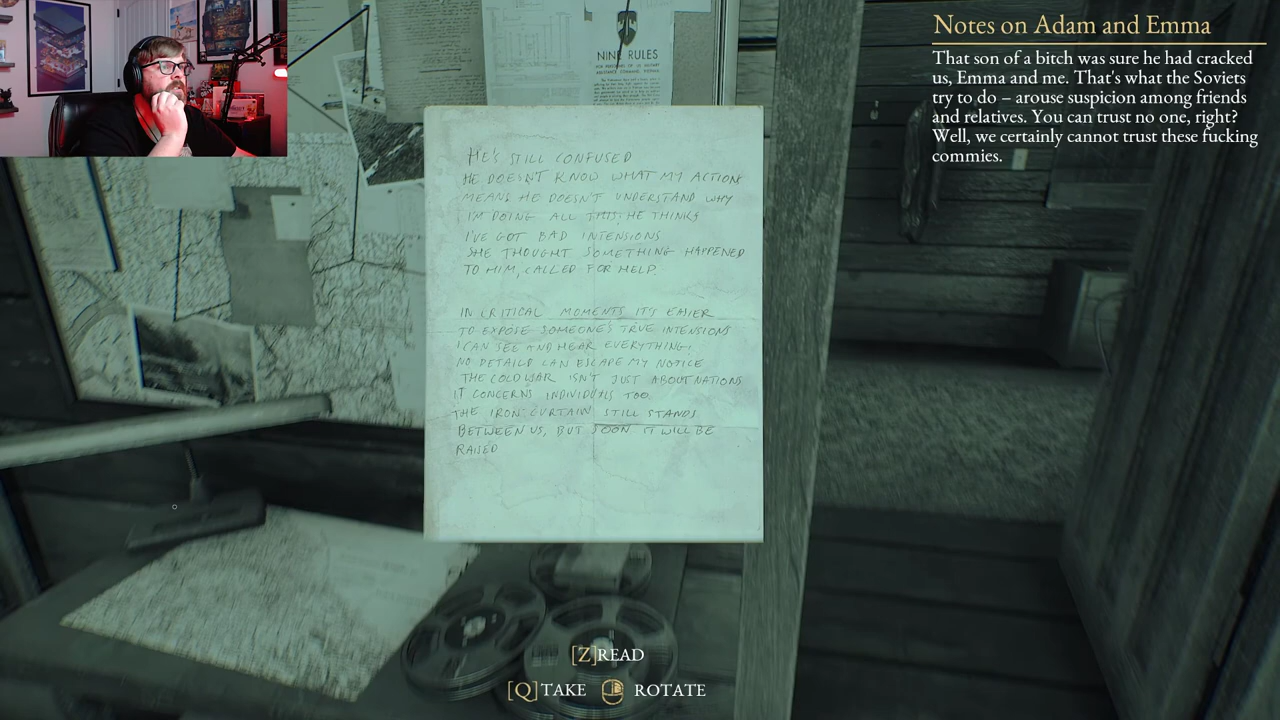 Notes on Adam and Emma
That son of a bitch was sure he had cracked
us, Emma and me. That's what the Soviets
try to do – arouse suspicion among friends
and relatives. You can trust no one, right?
Well, we certainly cannot trust these fucking
commies.
NINE RULES
HE'S STILL CONFUSED
HE DOESN'T KNOW WHAT MY ACTIONS
MEANS HE DOESN'T UNDERSTAND WHY
I'M DOING ALL THIS. HE THINKS
I'VE GOT BAD INTENSIONS
SHE THOUGHT SOMETHING HAPPENED
TO HIM, CALLED FOR HELP.
IN CRITICAL MOMENTS IT'S EASIER
TO EXPOSE SOMEONE'S TRUE INTENSIONS
I CAN SEE AND HEAR EVERYTHING,
NO DETAILD CAN ESCAPE MY NOTICE
THE COLD WAR ISN'T JUST ABOUT NATIONS
IT CONCERNS INDIVIDUALS TOO.
THE IRON CURTAIN STILL STANDS
BETWEEN US, BUT SOON IT WILL BE
RAISED
[Z]READ
[Q]TAKE ROTATE